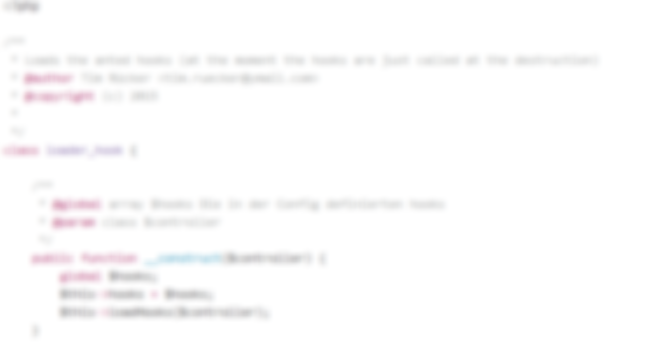 <?php
/**
* Loads the wanted hooks (at the moment the hooks are just called at the destruction)
* @author Tim Rücker <tim.ruecker@ymail.com>
* @copyright (c) 2015
*
*/
class loader_hook {
/**
* @global array $hooks Die in der Config definierten hooks
* @param class $controller
*/
public function __construct($controller) {
global $hooks;
$this->hooks = $hooks;
$this->loadHooks($controller);
}